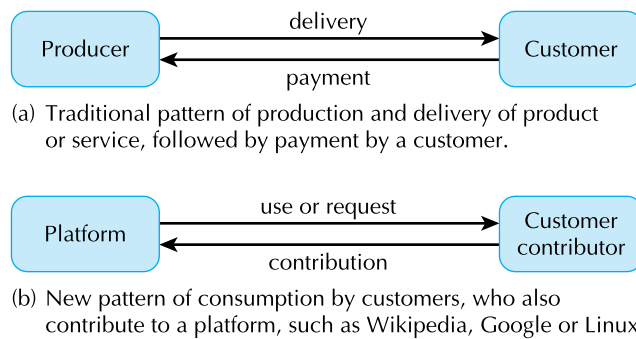 delivery
Producer
Customer
payment
(a) Traditional pattern of production and delivery of product
or service, followed by payment by a customer.
use or request
Platform
Customer
contributor
contribution
(b) New pattern of consumption by customers, who also
contribute to a platform, such as Wikipedia, Google or Linux